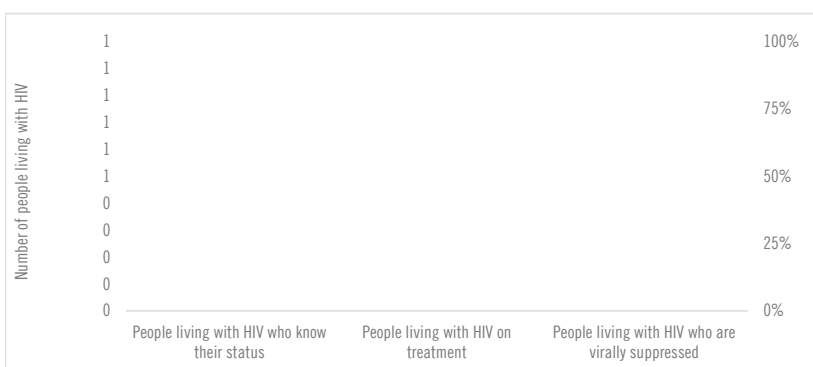 Number of people living with HIV
1
1
1
1
1
1
0
0
0
0
0
100%
75%
50%
25%
0%
People living with HIV who know
their status
People living with HIV on
treatment
People living with HIV who are
virally suppressed